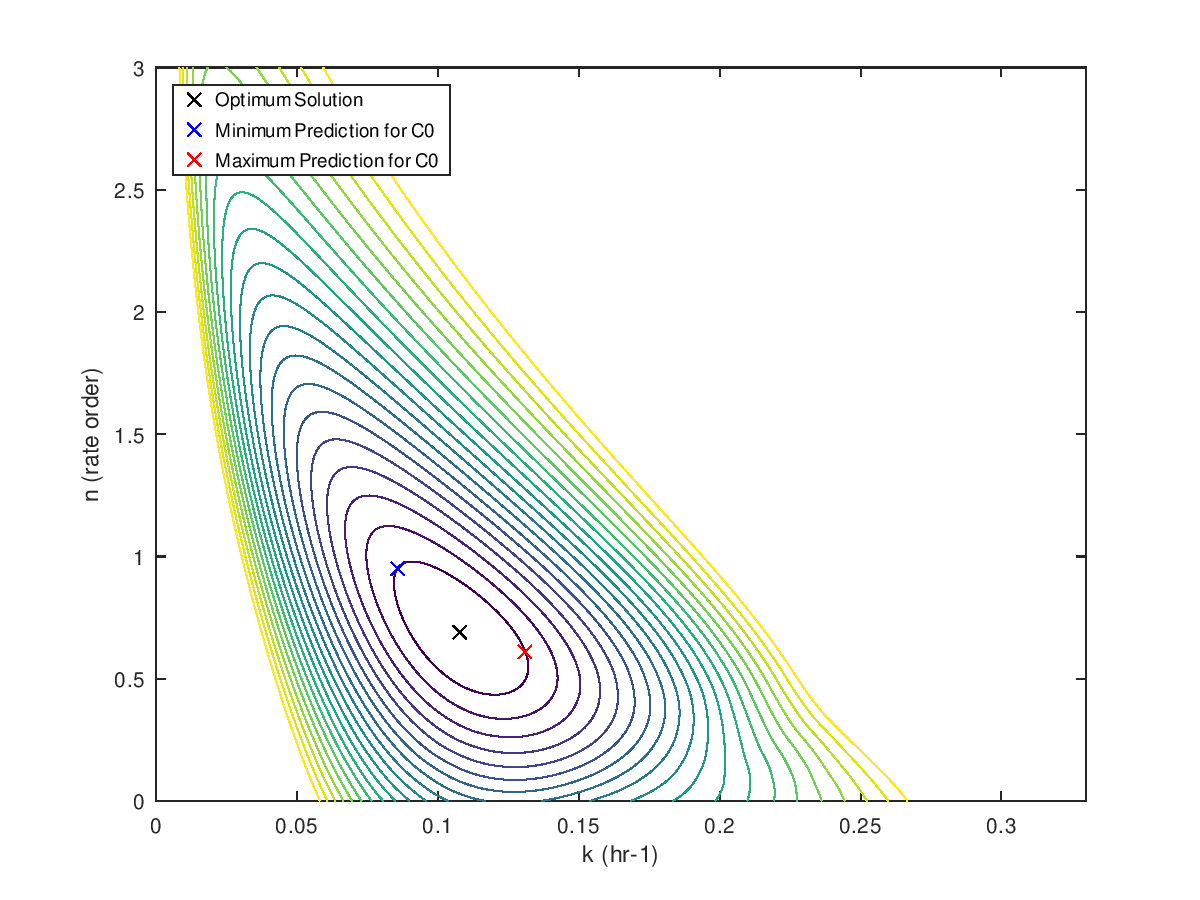 3
2.5
2
1.5
1
0.5
0
n (rate order)
Optimum Solution
Minimum Prediction for C0
Maximum Prediction for C0
0 0.05 0.1 0.15 0.2 0.25 0.3
k (hr-1)